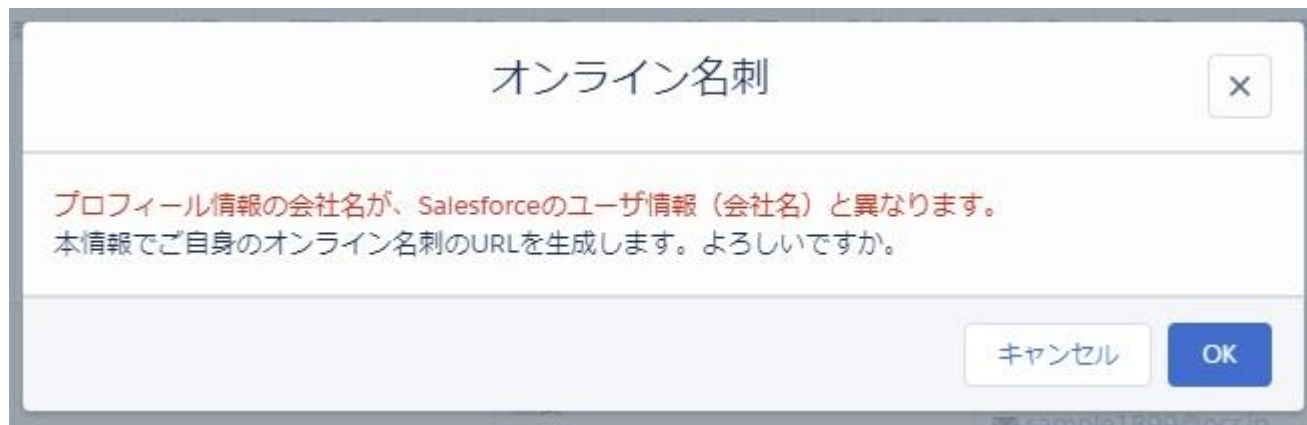 オンライン名刺
プロフィール情報の会社名が、Salesforceのユーザ情報（会社名）と異なります。
本情報でご自身のオンライン名刺のURLを生成します。よろしいですか。
キャンセル
OK